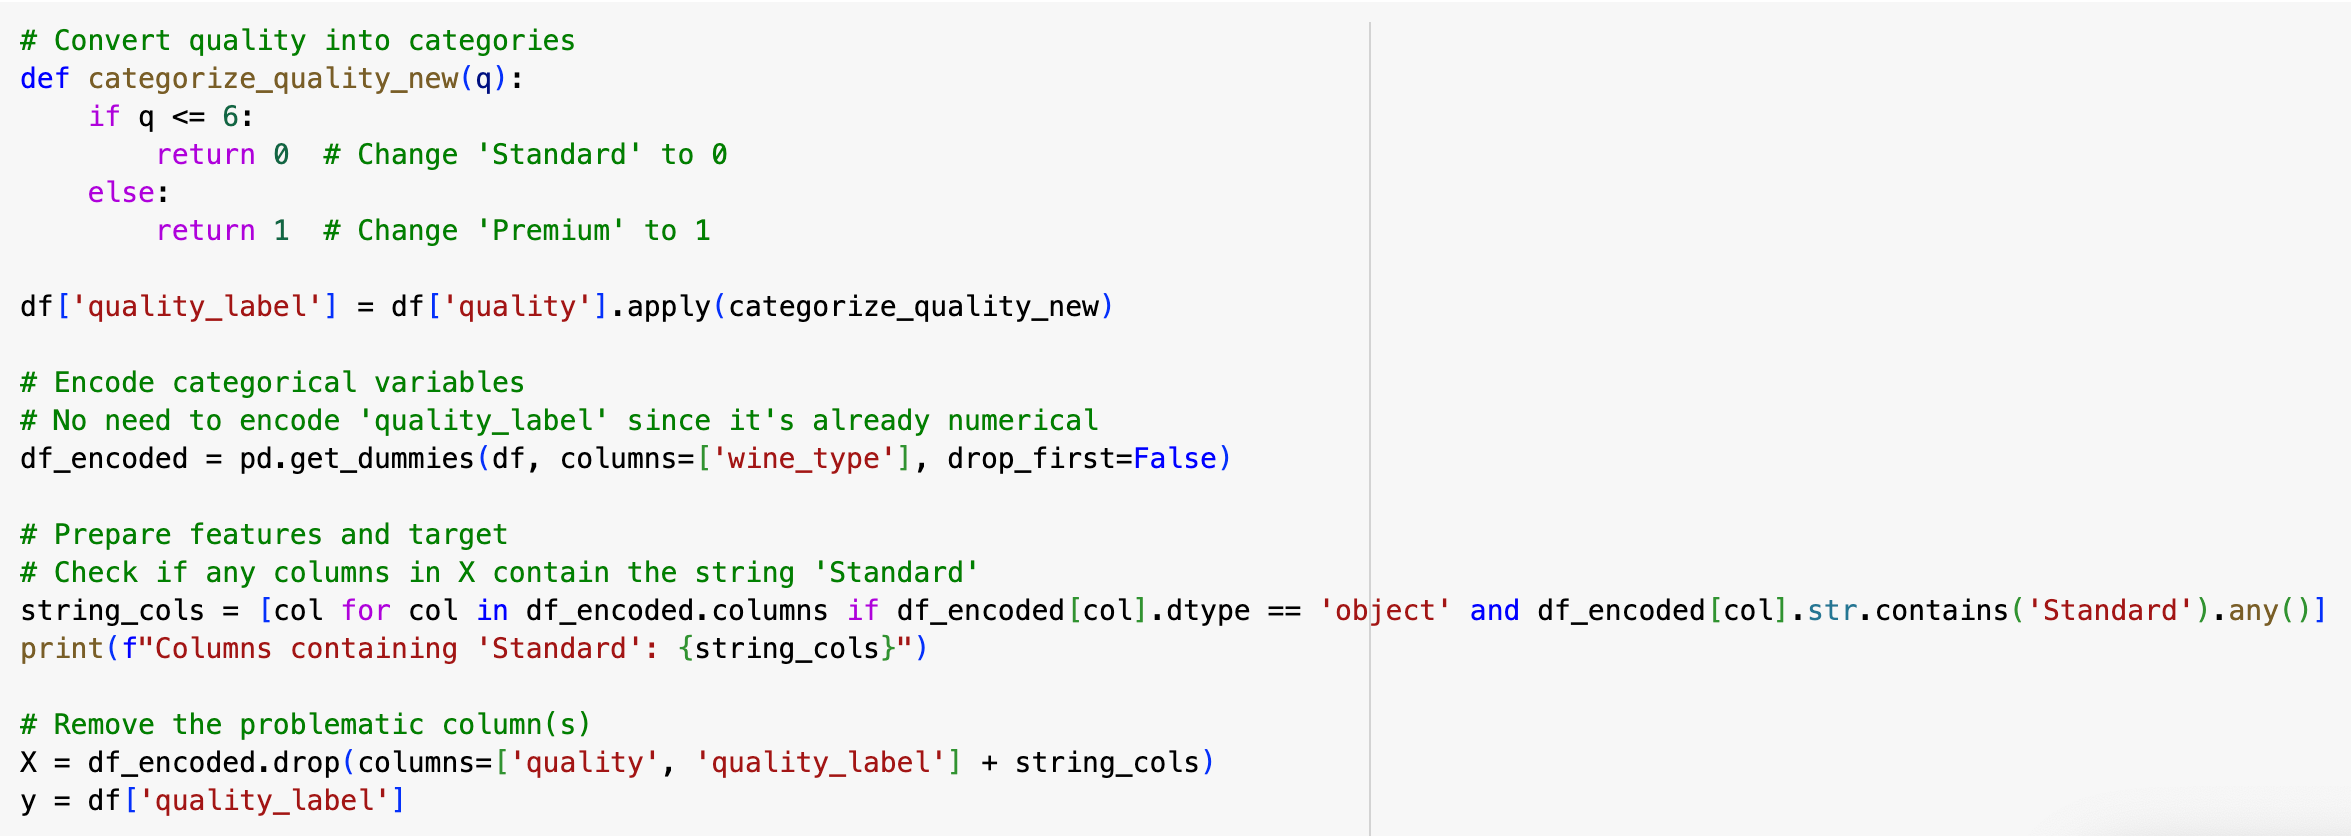 # Convert quality into categories
def categorize_quality_new(q):
    if q <= 6:
        return 0  # Change 'Standard' to 0
    else:
        return 1  # Change 'Premium' to 1

df['quality_label'] = df['quality'].apply(categorize_quality_new)

# Encode categorical variables
# No need to encode 'quality_label' since it's already numerical
df_encoded = pd.get_dummies(df, columns=['wine_type'], drop_first=False)

# Prepare features and target
# Check if any columns in X contain the string 'Standard'
string_cols = [col for col in df_encoded.columns if df_encoded[col].dtype == 'object' and df_encoded[col].str.contains('Standard').any()]
print(f"Columns containing 'Standard': {string_cols}")

# Remove the problematic column(s)
X = df_encoded.drop(columns=['quality', 'quality_label'] + string_cols)
y = df['quality_label']